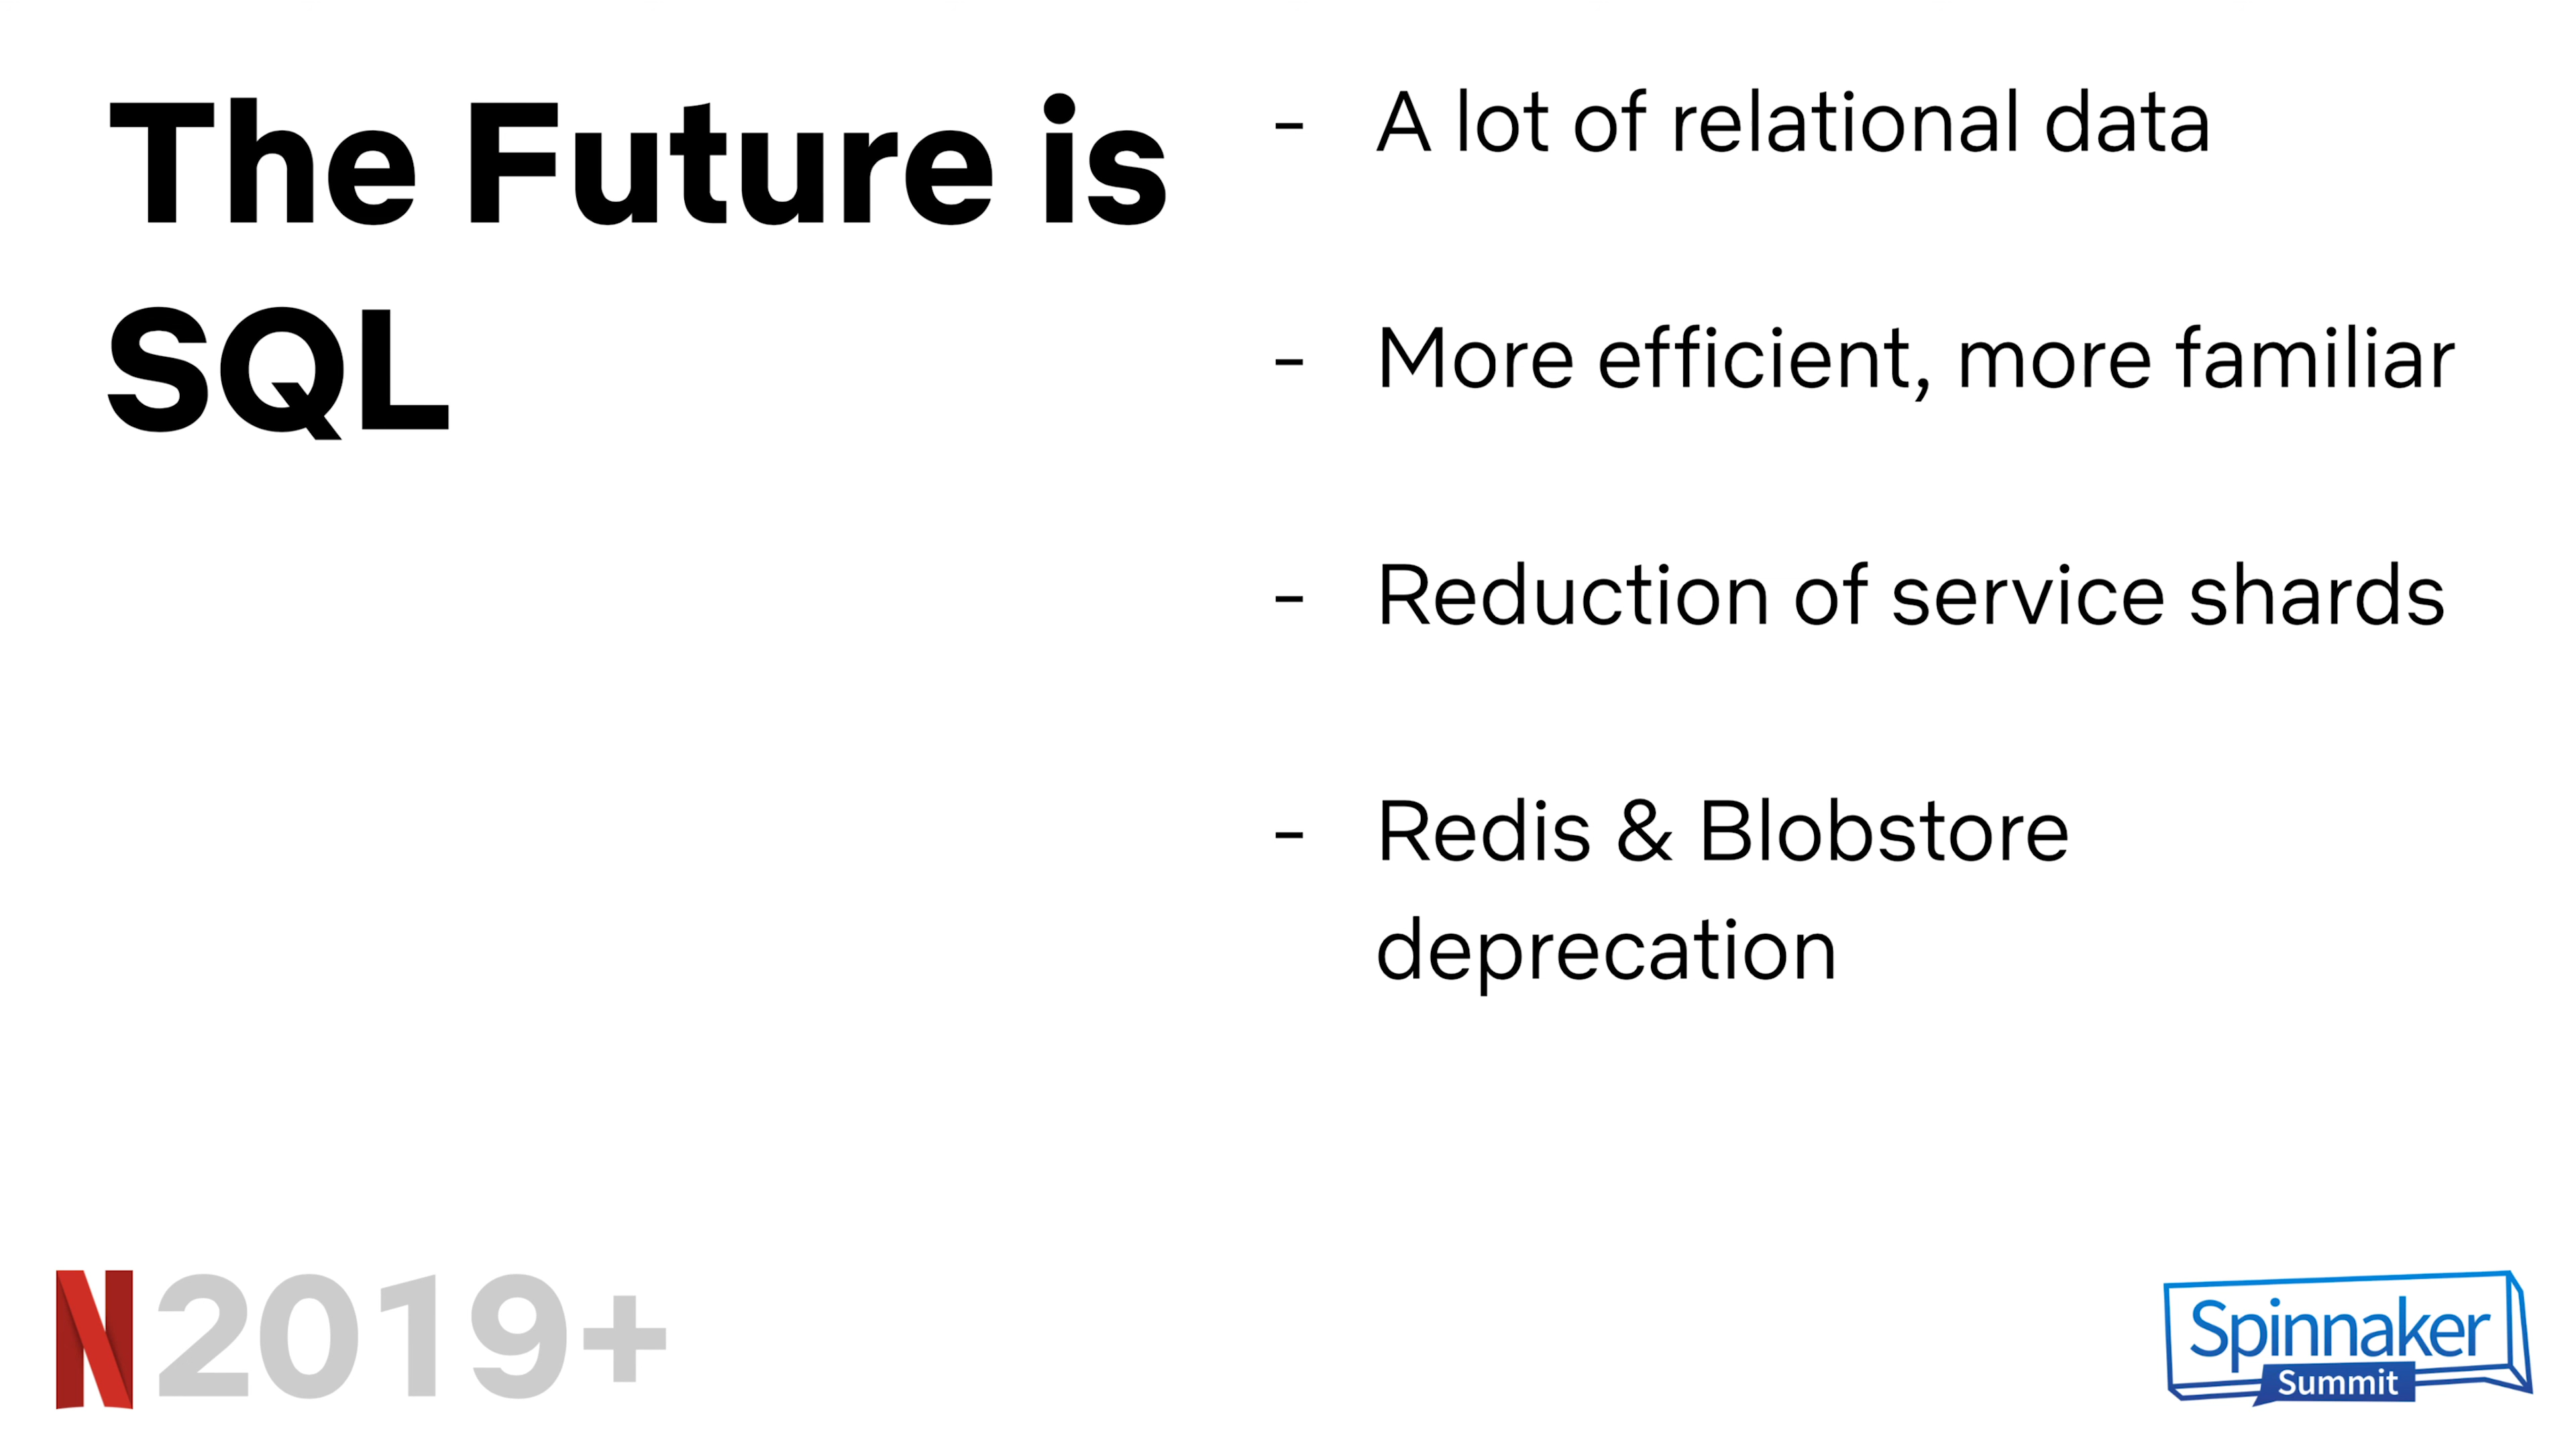 The Future is
SQL
- A lot of relational data
- More efficient, more familiar
- Reduction of service shards
- Redis & Blobstore
deprecation
N 2019+
Spinnaker
Summit